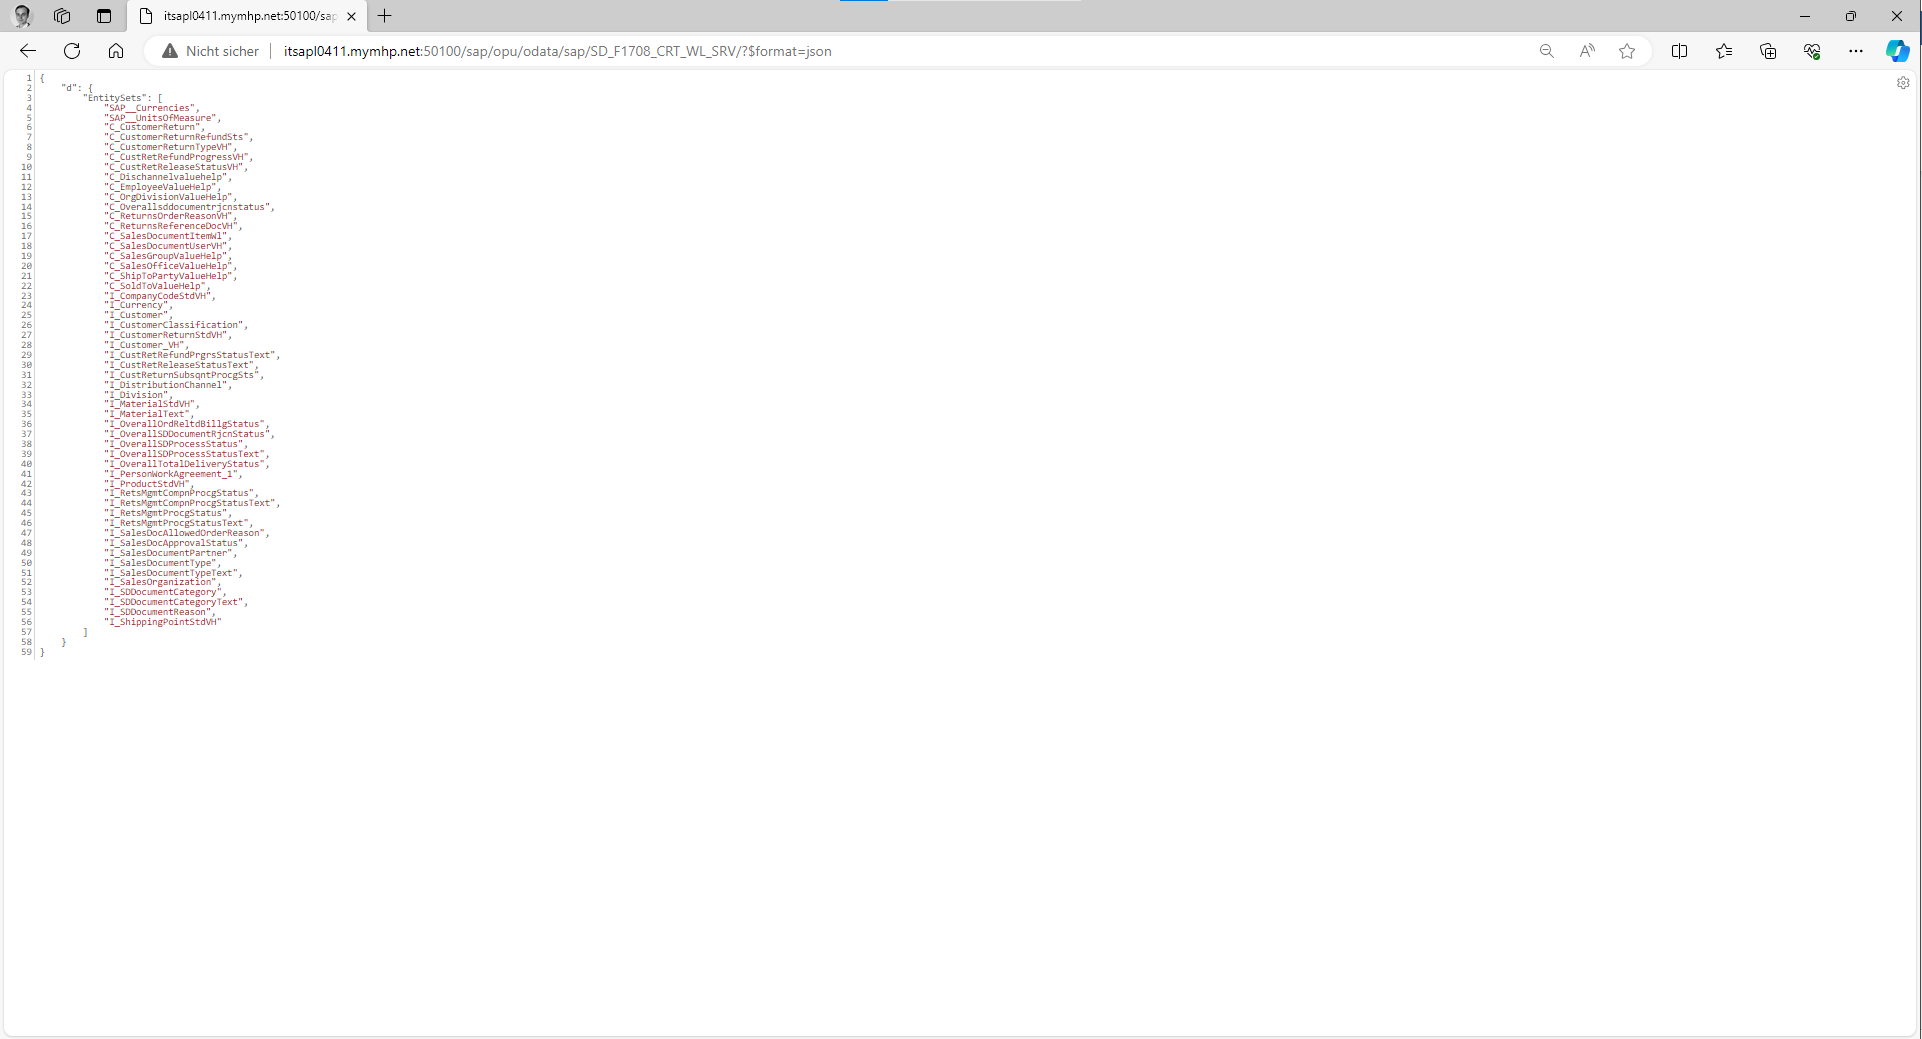 itsapl0411.mymhp.net:50100/sap
Nicht sicher
itsapl0411.mymhp.net:50100/sap/opu/odata/sap/SD_F1708_CRT_WL_SRV/?$format=json
1 {
2 "d": {
3 "EntitySets": [
4 "SAP__Currencies",
5 "SAP__UnitsOfMeasure",
6 "C_CustomerReturn",
7 "C_CustomerReturnRefundSts",
8 "C_CustomerReturnTypeVH",
9 "C_CustRetRefundProgressVH",
10 "C_CustRetReleaseStatusVH",
11 "C_Dischannelvaluehelp",
12 "C_EmployeeValueHelp",
13 "C_OrgDivisionValueHelp",
14 "C_Overallsddocumentrjcnstatus",
15 "C_ReturnsOrderReasonVH",
16 "C_ReturnsReferenceDocVH",
17 "C_SalesDocumentItemWl",
18 "C_SalesDocumentUserVH",
19 "C_SalesGroupValueHelp",
20 "C_SalesOfficeValueHelp",
21 "C_ShipToPartyValueHelp",
22 "C_SoldToValueHelp",
23 "I_CompanyCodeStdVH",
24 "I_Currency",
25 "I_Customer",
26 "I_CustomerClassification",
27 "I_CustomerReturnStdVH",
28 "I_Customer_VH",
29 "I_CustRetRefundPrgrsStatusText",
30 "I_CustRetReleaseStatusText",
31 "I_CustReturnSubsqntProcgSts",
32 "I_DistributionChannel",
33 "I_Division",
34 "I_MaterialStdVH",
35 "I_MaterialText",
36 "I_OverallOrdReltdBillgStatus",
37 "I_OverallSDDocumentRjcnStatus",
38 "I_OverallSDProcessStatus",
39 "I_OverallSDProcessStatusText",
40 "I_OverallTotalDeliveryStatus",
41 "I_PersonWorkAgreement_1",
42 "I_ProductStdVH",
43 "I_RetsMgmtCompnProcgStatus",
44 "I_RetsMgmtCompnProcgStatusText",
45 "I_RetsMgmtProcgStatus",
46 "I_RetsMgmtProcgStatusText",
47 "I_SalesDocAllowedOrderReason",
48 "I_SalesDocApprovalStatus",
49 "I_SalesDocumentPartner",
50 "I_SalesDocumentType",
51 "I_SalesDocumentTypeText",
52 "I_SalesOrganization",
53 "I_SDDocumentCategory",
54 "I_SDDocumentCategoryText",
55 "I_SDDocumentReason",
56 "I_ShippingPointStdVH"
57 ]
58 }
59 }